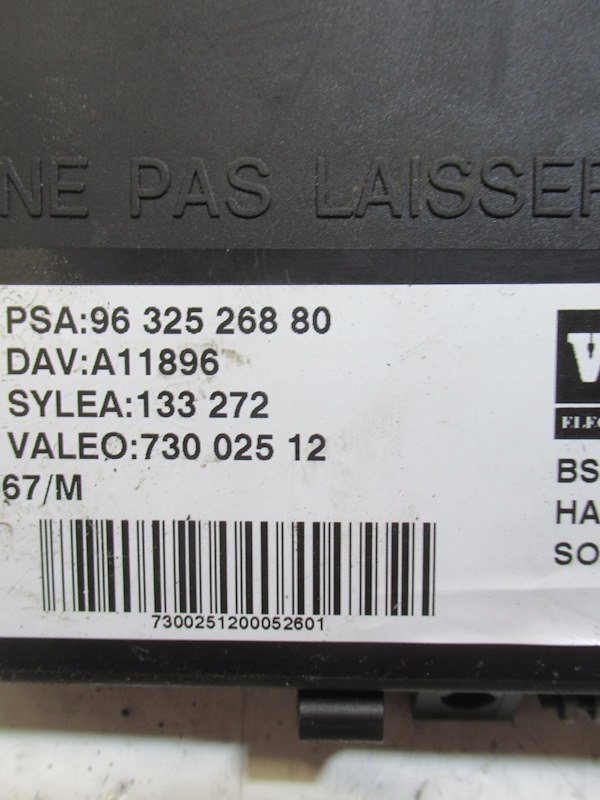 NE PAS LAISSER
PSA:96 325 268 80
DAV:A11896
SYLEA:133 272
VALEO:730 025 12
67/M
7300251200052601
V
ELEC
BS
HA
SO